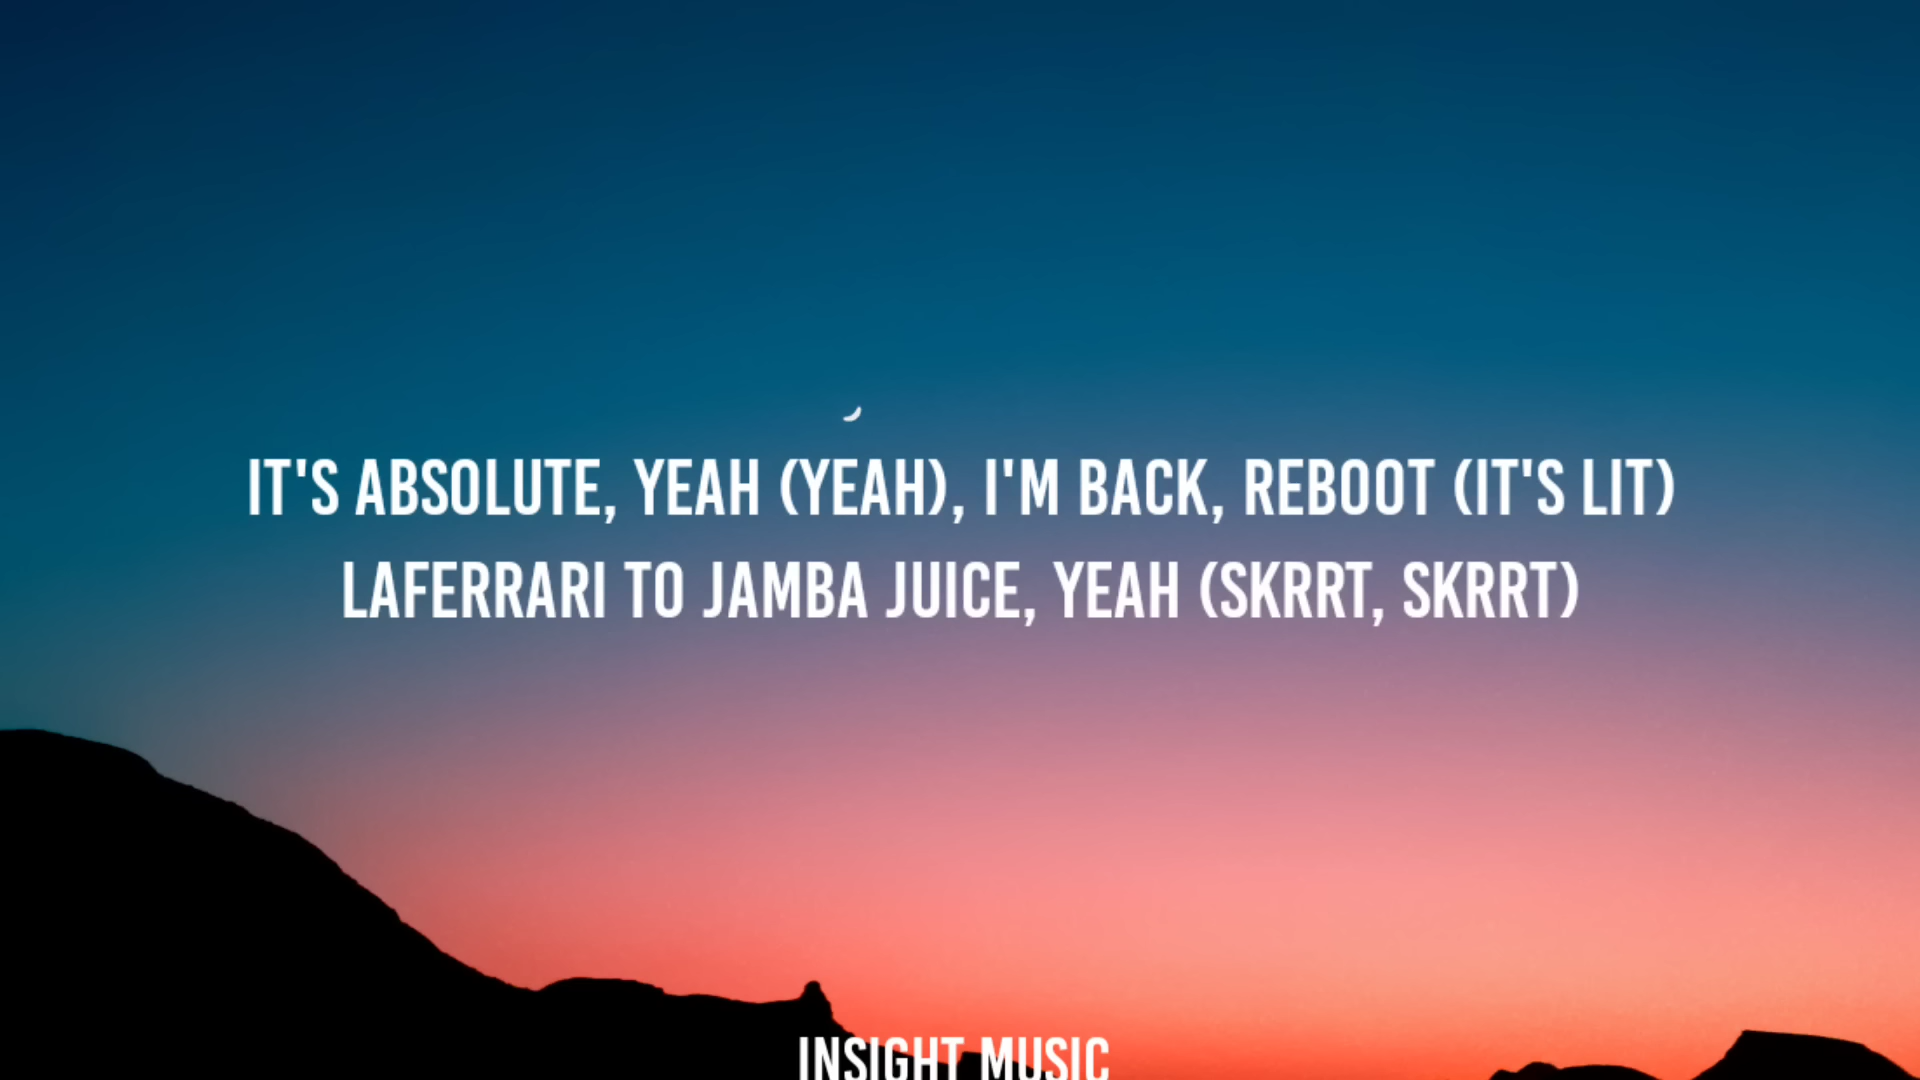 IT'S ABSOLUTE, YEAH (YEAH), I'M BACK, REBOOT (IT'S LIT)
LAFERRARI TO JAMBA JUICE, YEAH (SKRRT, SKRRT)
INSIGHT MUSIC